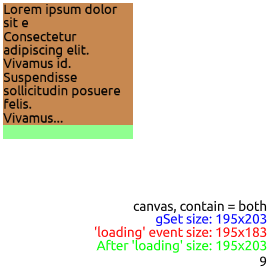 Lorem ipsum dolor
sit e
Consectetur
adipiscing elit.
Vivamus id.
Suspendisse
sollicitudin posuere
felis.
Vivamus...
canvas, contain = both
gSet size: 195x203
'loading' event size: 195x183
After 'loading' size: 195x203
9